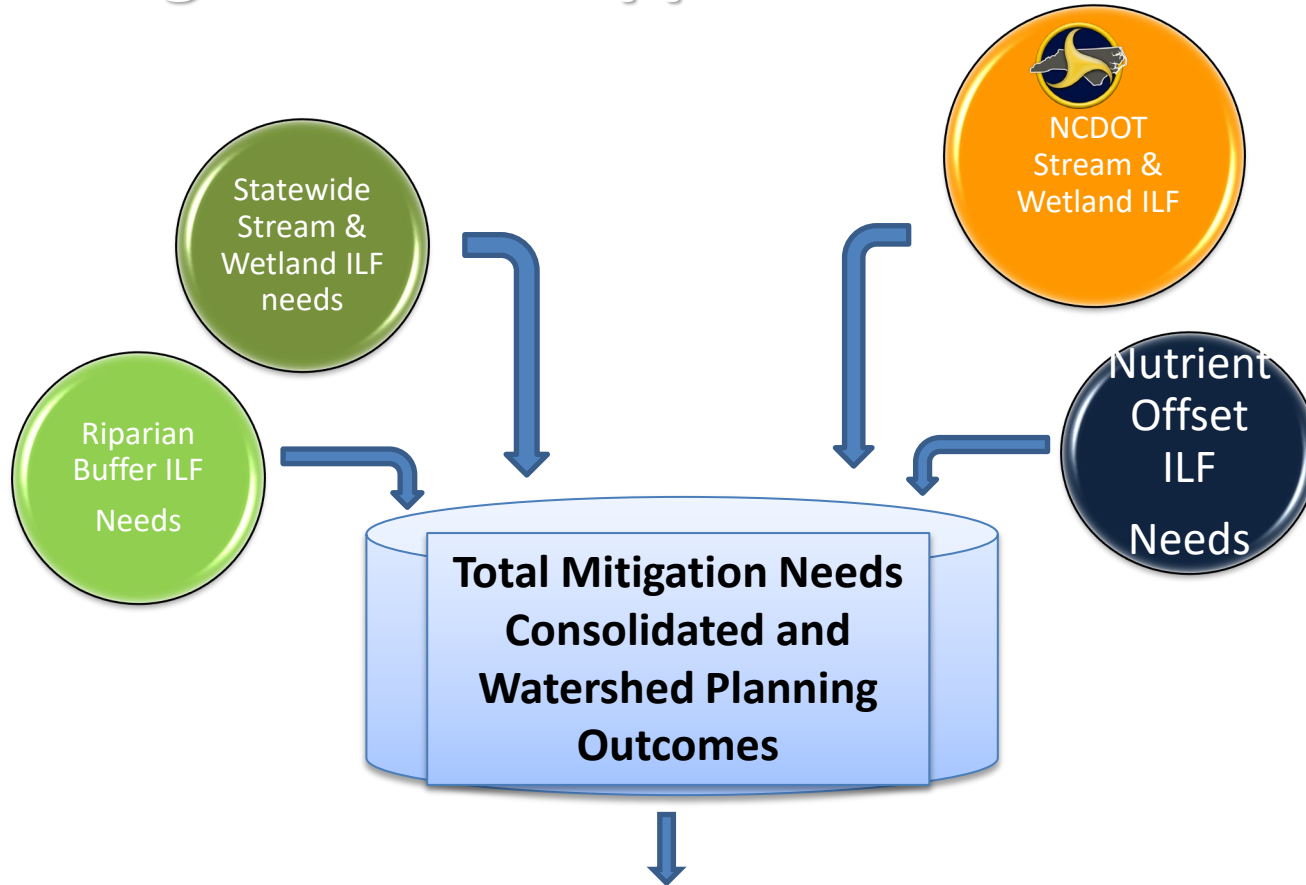 NCDOT
Stream &
Wetland ILF
Statewide
Stream &
Wetland ILF
needs
Nutrient
Offset
ILF
Needs
Riparian
Buffer ILF
Needs
Total Mitigation Needs
Consolidated and
Watershed Planning
Outcomes